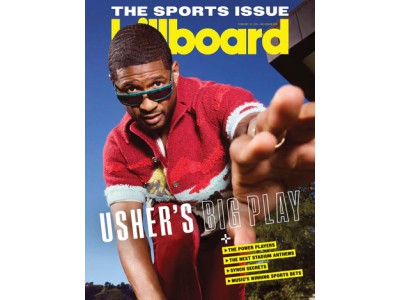 THE SPORTS ISSUE
billboard
USHER'S BIG PLAY
+
THE POWER PLAYERS
THE NEXT STADIUM ANTHEMS
SYNCH SECRETS
MUSIC'S WINNING SPORTS BETS